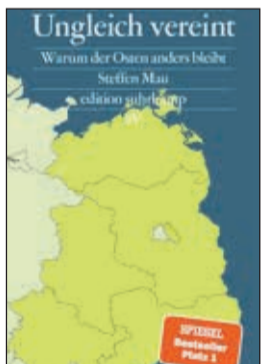 Ungleich vereint
Warum der Osten anders bleibt
Steffen Mau
edition suhrkamp
SPIEGEL
Bestseller
Platz 1